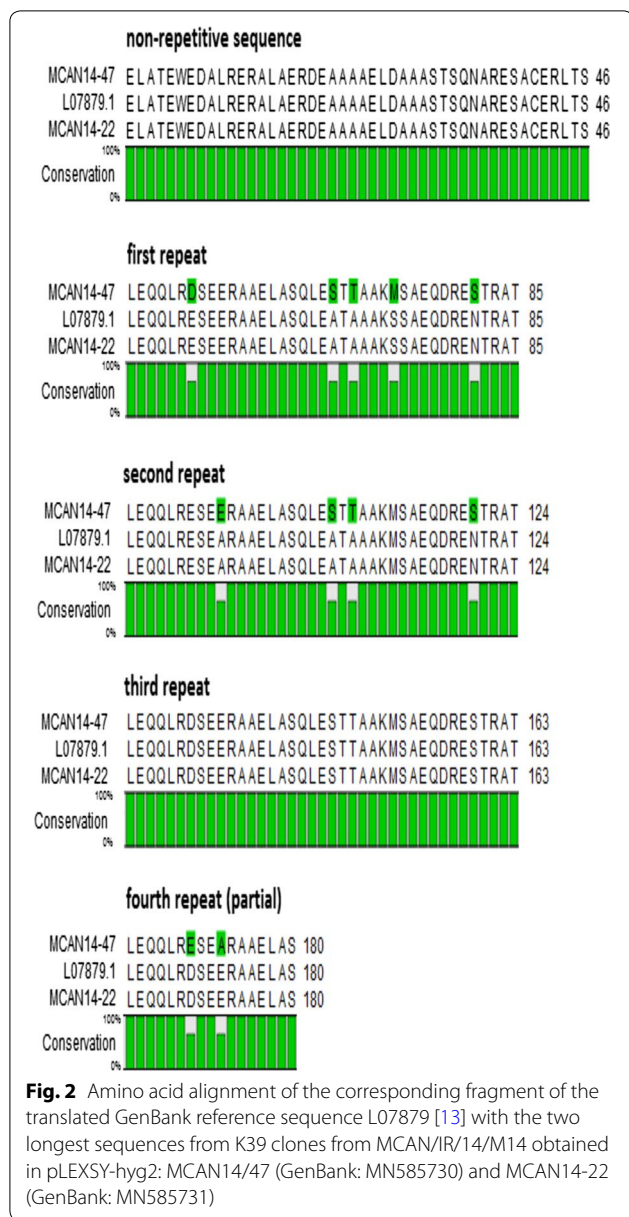 non-repetitive sequence
MCAN14-47 ELATEWEDALRERALAERDEAAAAELDAAASTSQNARESACERLTS 46
L07879.1 ELATEWEDALRERALAERDEAAAAELDAAASTSQNARESACERLTS 46
MCAN14-22 ELATEWEDALRERALAERDEAAAAELDAAASTSQNARESACERLTS 46
100%
Conservation
0%
first repeat
MCAN14-47 LEQQLRDSEERAAELASQLESTTAAKMSAEQDRESTRAT 85
L07879.1 LEQQLRESEERAAELASQLEATAAAKSSAEQDRENTRAT 85
MCAN14-22 LEQQLRESEERAAELASQLEATAAAKSSAEQDRENTRAT 85
100%
Conservation
0%
second repeat
MCAN14-47 LEQQLRESEERAAELASQLESTTAAKMSAEQDRESTRAT 124
L07879.1 LEQQLRESEARAAELASQLEATAAAKMSAEQDRENTRAT 124
MCAN14-22 LEQQLRESEARAAELASQLEATAAAKMSAEQDRENTRAT 124
100%
Conservation
0%
third repeat
MCAN14-47 LEQQLRDSEERAAELASQLESTTAAKMSAEQDRESTRAT 163
L07879.1 LEQQLRDSEERAAELASQLESTTAAKMSAEQDRESTRAT 163
MCAN14-22 LEQQLRDSEERAAELASQLESTTAAKMSAEQDRESTRAT 163
100%
Conservation
0%
fourth repeat (partial)
MCAN14-47 LEQQLRESEARAAELAS 180
L07879.1 LEQQLRDSEERAAELAS 180
MCAN14-22 LEQQLRDSEERAAELAS 180
100%
Conservation
0%
Fig. 2 Amino acid alignment of the corresponding fragment of the
translated GenBank reference sequence L07879 [13] with the two
longest sequences from K39 clones from MCAN/IR/14/M14 obtained
in pLEXSY-hyg2: MCAN14/47 (GenBank: MN585730) and MCAN14-22
(GenBank: MN585731)